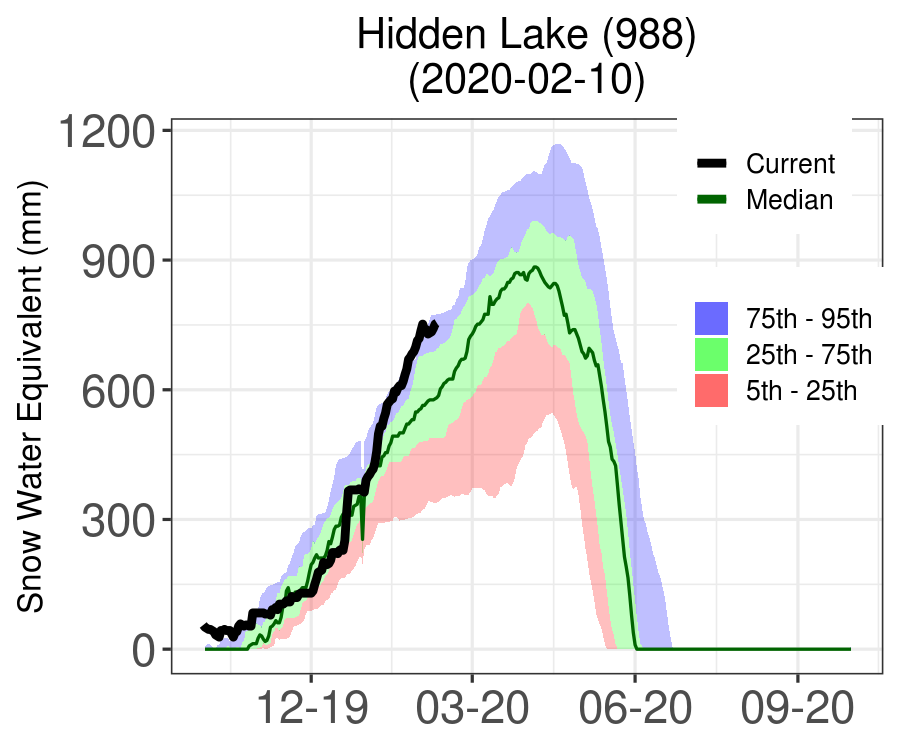 Hidden Lake (988)
(2020-02-10)
Snow Water Equivalent (mm)
1200
900
600
300
0
12-19
03-20
06-20
09-20
Current
Median
75th - 95th
25th - 75th
5th - 25th